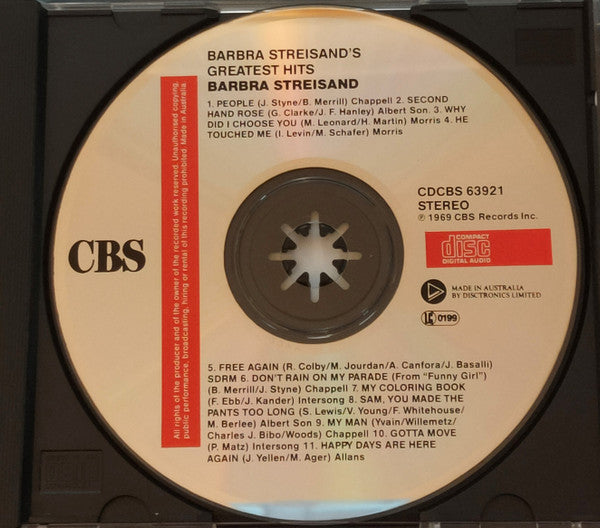 BARBRA STREISAND'S
GREATEST HITS
BARBRA STREISAND
1. PEOPLE (J. Styne/B. Merrill) Chappell 2. SECOND
HAND ROSE (G. Clarke/J. F. Hanley) Albert Son. 3. WHY
DID I CHOOSE YOU (M. Leonard/H. Martin) Morris 4. HE
TOUCHED ME (I. Levin/M. Schafer) Morris
All rights of the producer and of the owner of the recorded work reserved. Unauthorised copying,
public performance, broadcasting, hiring or rental of this recording prohibited. Made in Australia.
CBS
CDCBS 63921
STEREO
℗ 1969 CBS Records Inc.
COMPACT
disc
DIGITAL AUDIO
MADE IN AUSTRALIA
BY DISCTRONICS LIMITED
0199
5. FREE AGAIN (R. Colby/M. Jourdan/A. Canfora/J. Basalli)
SDRM 6. DON'T RAIN ON MY PARADE (From "Funny Girl")
(B. Merrill/J. Styne) Chappell 7. MY COLORING BOOK
(F. Ebb/J. Kander) Intersong 8. SAM, YOU MADE THE
PANTS TOO LONG (S. Lewis/V. Young/F. Whitehouse/
M. Berlee) Albert Son 9. MY MAN (Yvain/Willemetz/
Charles J. Bibo/Woods) Chappell 10. GOTTA MOVE
(P. Matz) Intersong 11. HAPPY DAYS ARE HERE
AGAIN (J. Yellen/M. Ager) Allans